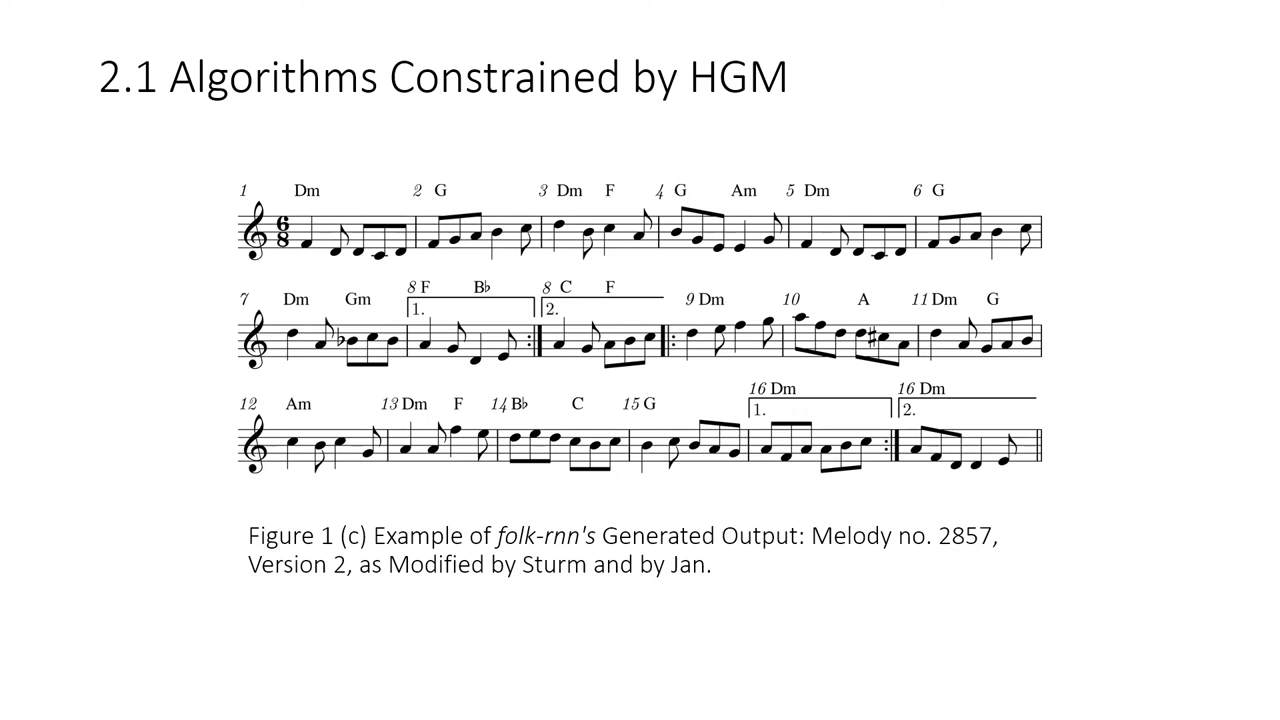 2.1 Algorithms Constrained by HGM
1 Dm 2 G 3 Dm F 4 G Am 5 Dm 6 G
6
8
7 Dm Gm 8 F B♭ 8 C F 9 Dm 10 A 11 Dm G
1. 2.
12 Am 13 Dm F 14 B♭ C 15 G 16 Dm 16 Dm
1. 2.
Figure 1 (c) Example of folk-rnn's Generated Output: Melody no. 2857,
Version 2, as Modified by Sturm and by Jan.